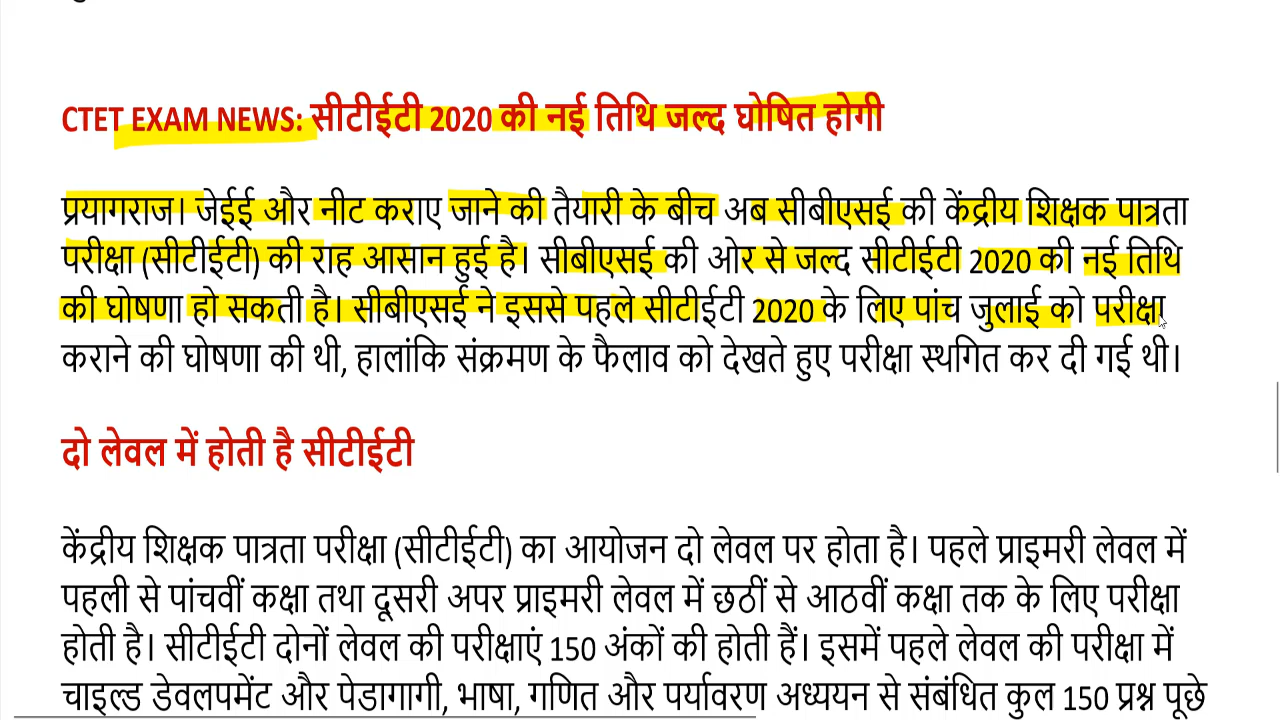 CTET EXAM NEWS: सीटीईटी 2020 की नई तिथि जल्द घोषित होगी
प्रयागराज। जेईई और नीट कराए जाने की तैयारी के बीच अब सीबीएसई की केंद्रीय शिक्षक पात्रता
परीक्षा (सीटीईटी) की राह आसान हुई है। सीबीएसई की ओर से जल्द सीटीईटी 2020 की नई तिथि
की घोषणा हो सकती है। सीबीएसई ने इससे पहले सीटीईटी 2020 के लिए पांच जुलाई को परीक्षा
कराने की घोषणा की थी, हालांकि संक्रमण के फैलाव को देखते हुए परीक्षा स्थगित कर दी गई थी।
दो लेवल में होती है सीटीईटी
केंद्रीय शिक्षक पात्रता परीक्षा (सीटीईटी) का आयोजन दो लेवल पर होता है। पहले प्राइमरी लेवल में
पहली से पांचवीं कक्षा तथा दूसरी अपर प्राइमरी लेवल में छठीं से आठवीं कक्षा तक के लिए परीक्षा
होती है। सीटीईटी दोनों लेवल की परीक्षाएं 150 अंकों की होती हैं। इसमें पहले लेवल की परीक्षा में
चाइल्ड डेवलपमेंट और पेडागागी, भाषा, गणित और पर्यावरण अध्ययन से संबंधित कुल 150 प्रश्न पूछे